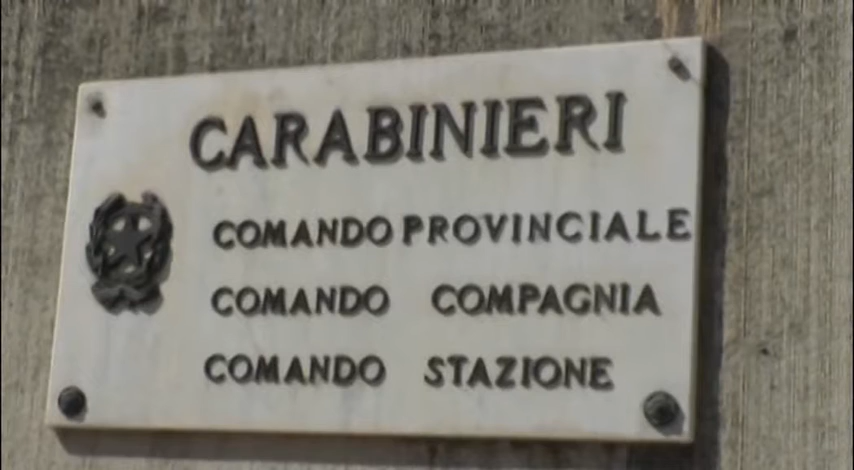 CARABINIERI
COMANDO PROVINCIALE
COMANDO COMPAGNIA
COMANDO STAZIONE